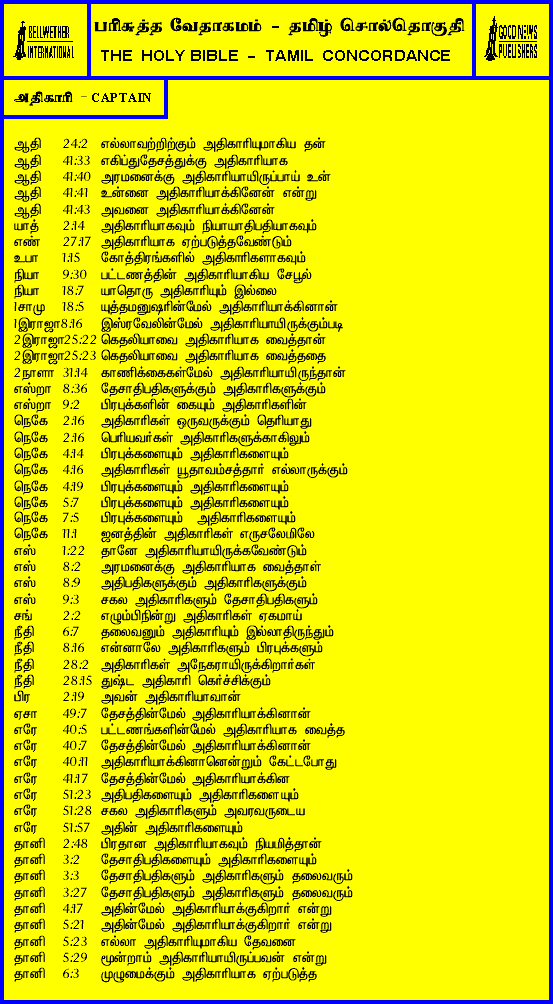 BELLWETHER
INTERNATIONAL
பரிசுத்த வேதாகமம் - தமிழ் சொல்தொகுதி
THE HOLY BIBLE - TAMIL CONCORDANCE
GOOD NEWS
PUBLISHERS
அதிகாரி - CAPTAIN
ஆதி 24:2 எல்லாவற்றிற்கும் அதிகாரியுமாகிய தன்
ஆதி 41:33 எகிப்துதேசத்துக்கு அதிகாரியாக
ஆதி 41:40 அரமனைக்கு அதிகாரியாயிருப்பாய் உன்
ஆதி 41:41 உன்னை அதிகாரியாக்கினேன் என்று
ஆதி 41:43 அவனை அதிகாரியாக்கினேன்
யாத் 2:14 அதிகாரியாகவும் நியாயாதிபதியாகவும்
எண் 27:17 அதிகாரியாக ஏற்படுத்தவேண்டும்
உபா 1:15 கோத்திரங்களில் அதிகாரிகளாகவும்
நியா 9:30 பட்டணத்தின் அதிகாரியாகிய சேபூல்
நியா 18:7 யாதொரு அதிகாரியும் இல்லை
1சாமு 18:5 யுத்தமனுஷரின்மேல் அதிகாரியாக்கினான்
1இராஜா8:16 இஸ்ரவேலின்மேல் அதிகாரியாயிருக்கும்படி
2இராஜா25:22 கெதலியாவை அதிகாரியாக வைத்தான்
2இராஜா25:23 கெதலியாவை அதிகாரியாக வைத்ததை
2நாளா 31:14 காணிக்கைகள்மேல் அதிகாரியாயிருந்தான்
எஸ்றா 8:36 தேசாதிபதிகளுக்கும் அதிகாரிகளுக்கும்
எஸ்றா 9:2 பிரபுக்களின் கையும் அதிகாரிகளின்
நெகே 2:16 அதிகாரிகள் ஒருவருக்கும் தெரியாது
நெகே 2:16 பெரியவர்கள் அதிகாரிகளுக்காகிலும்
நெகே 4:14 பிரபுக்களையும் அதிகாரிகளையும்
நெகே 4:16 அதிகாரிகள் யூதாவம்சத்தார் எல்லாருக்கும்
நெகே 4:19 பிரபுக்களையும் அதிகாரிகளையும்
நெகே 5:7 பிரபுக்களையும் அதிகாரிகளையும்
நெகே 7:5 பிரபுக்களையும் அதிகாரிகளையும்
நெகே 11:1 ஜனத்தின் அதிகாரிகள் எருசலேமிலே
எஸ் 1:22 தானே அதிகாரியாயிருக்கவேண்டும்
எஸ் 8:2 அரமனைக்கு அதிகாரியாக வைத்தாள்
எஸ் 8:9 அதிபதிகளுக்கும் அதிகாரிகளுக்கும்
எஸ் 9:3 சகல அதிகாரிகளும் தேசாதிபதிகளும்
சங் 2:2 எழும்பிநின்று அதிகாரிகள் ஏகமாய்
நீதி 6:7 தலைவனும் அதிகாரியும் இல்லாதிருந்தும்
நீதி 8:16 என்னாலே அதிகாரிகளும் பிரபுக்களும்
நீதி 28:2 அதிகாரிகள் அநேகராயிருக்கிறார்கள்
நீதி 28:15 துஷ்ட அதிகாரி கெர்ச்சிக்கும்
பிர 2:19 அவன் அதிகாரியாவான்
ஏசா 49:7 தேசத்தின்மேல் அதிகாரியாக்கினான்
எரே 40:5 பட்டணங்களின்மேல் அதிகாரியாக வைத்த
எரே 40:7 தேசத்தின்மேல் அதிகாரியாக்கினான்
எரே 40:11 அதிகாரியாக்கினானென்றும் கேட்டபோது
எரே 41:17 தேசத்தின்மேல் அதிகாரியாக்கின
எரே 51:23 அதிபதிகளையும் அதிகாரிகளையும்
எரே 51:28 சகல அதிகாரிகளும் அவரவருடைய
எரே 51:57 அதின் அதிகாரிகளையும்
தானி 2:48 பிரதான அதிகாரியாகவும் நியமித்தான்
தானி 3:2 தேசாதிபதிகளையும் அதிகாரிகளையும்
தானி 3:3 தேசாதிபதிகளும் அதிகாரிகளும் தலைவரும்
தானி 3:27 தேசாதிபதிகளும் அதிகாரிகளும் தலைவரும்
தானி 4:17 அதின்மேல் அதிகாரியாக்குகிறார் என்று
தானி 5:21 அதின்மேல் அதிகாரியாக்குகிறார் என்று
தானி 5:23 எல்லா அதிகாரியுமாகிய தேவனை
தானி 5:29 மூன்றாம் அதிகாரியாயிருப்பவன் என்று
தானி 6:3 முழுமைக்கும் அதிகாரியாக ஏற்படுத்த